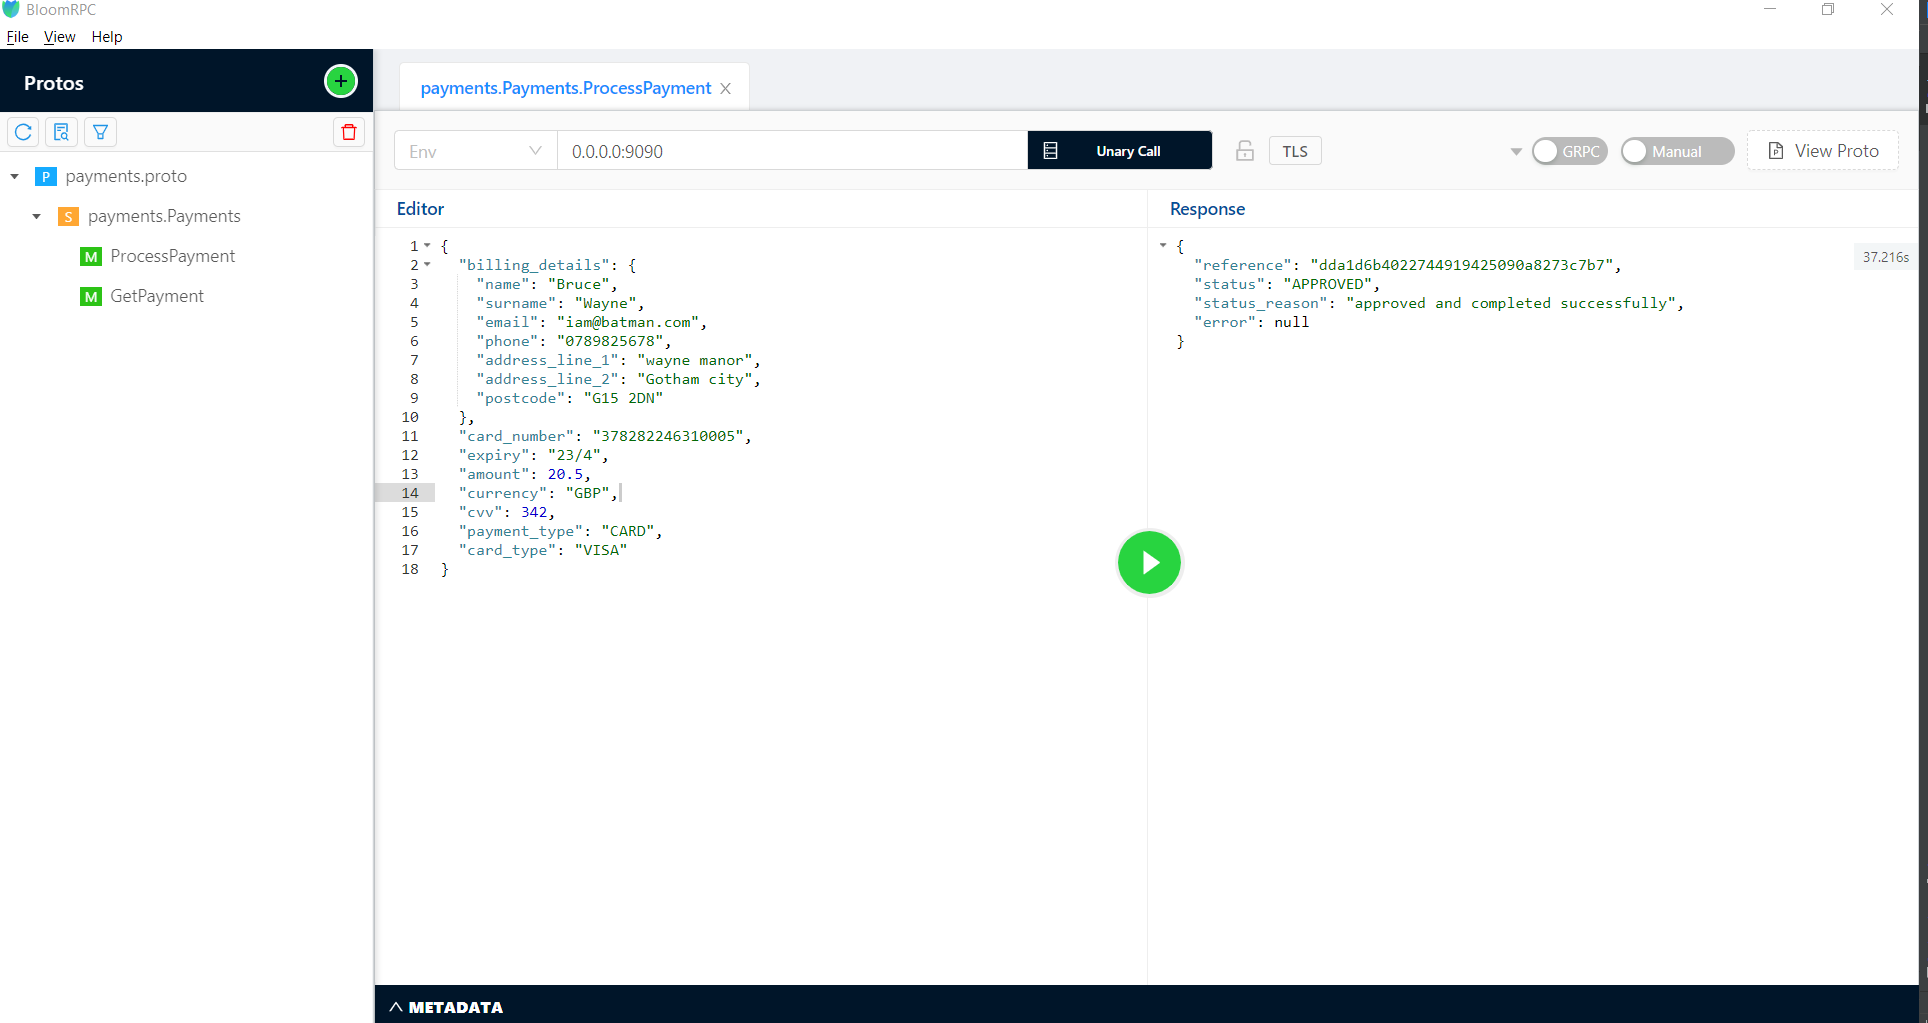 BloomRPC
File View Help
Protos
+
payments.Payments.ProcessPayment
Env
0.0.0.0:9090
Unary Call
TLS
GRPC
Manual
View Proto
P payments.proto
S payments.Payments
M ProcessPayment
M GetPayment
Editor
1 {
2 "billing_details": {
3 "name": "Bruce",
4 "surname": "Wayne",
5 "email": "iam@batman.com",
6 "phone": "0789825678",
7 "address_line_1": "wayne manor",
8 "address_line_2": "Gotham city",
9 "postcode": "G15 2DN"
10 },
11 "card_number": "378282246310005",
12 "expiry": "23/4",
13 "amount": 20.5,
14 "currency": "GBP",
15 "cvv": 342,
16 "payment_type": "CARD",
17 "card_type": "VISA"
18 }
Response
{
"reference": "dda1d6b4022744919425090a8273c7b7",
"status": "APPROVED",
"status_reason": "approved and completed successfully",
"error": null
}
37.216s
METADATA